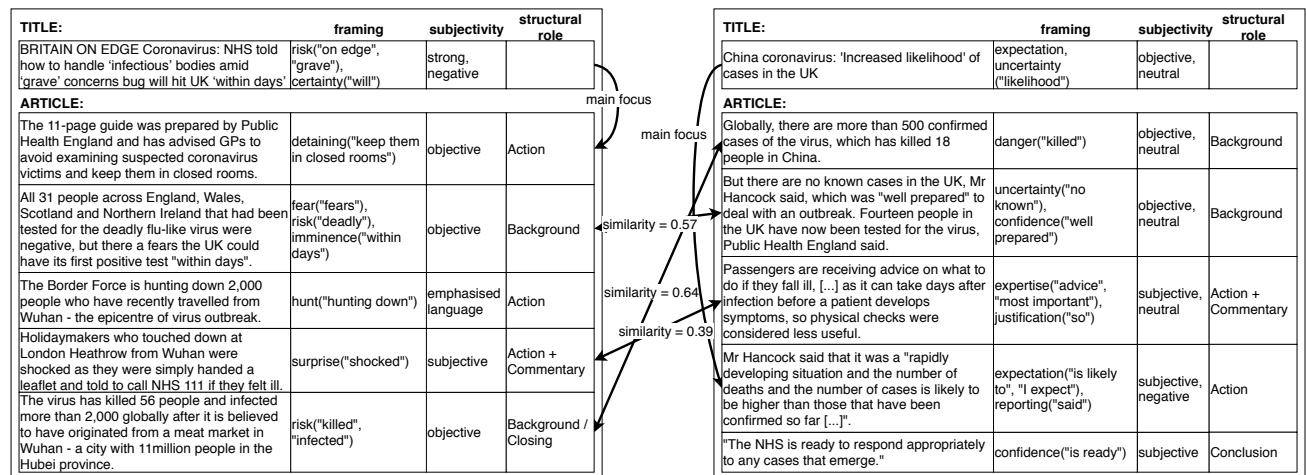 TITLE:
framing
subjectivity
structural
role
BRITAIN ON EDGE Coronavirus: NHS told
how to handle ‘infectious’ bodies amid
‘grave’ concerns bug will hit UK ‘within days’
risk("on edge",
"grave"),
certainty("will")
strong,
negative
main focus
ARTICLE:
The 11-page guide was prepared by Public
Health England and has advised GPs to
avoid examining suspected coronavirus
victims and keep them in closed rooms.
detaining("keep them
in closed rooms")
objective
Action
All 31 people across England, Wales,
Scotland and Northern Ireland that had been
tested for the deadly flu-like virus were
negative, but there a fears the UK could
have its first positive test "within days".
fear("fears"),
risk("deadly"),
imminence("within
days")
objective
Background
The Border Force is hunting down 2,000
people who have recently travelled from
Wuhan - the epicentre of virus outbreak.
hunt("hunting down")
emphasised
language
Action
Holidaymakers who touched down at
London Heathrow from Wuhan were
shocked as they were simply handed a
leaflet and told to call NHS 111 if they felt ill.
surprise("shocked")
subjective
Action +
Commentary
The virus has killed 56 people and infected
more than 2,000 globally after it is believed
to have originated from a meat market in
Wuhan - a city with 11million people in the
Hubei province.
risk("killed",
"infected")
objective
Background /
Closing
main focus
similarity = 0.57
similarity = 0.64
similarity = 0.39
TITLE:
framing
subjectivity
structural
role
China coronavirus: 'Increased likelihood' of
cases in the UK
expectation,
uncertainty
("likelihood")
objective,
neutral
ARTICLE:
Globally, there are more than 500 confirmed
cases of the virus, which has killed 18
people in China.
danger("killed")
objective,
neutral
Background
But there are no known cases in the UK, Mr
Hancock said, which was "well prepared" to
deal with an outbreak. Fourteen people in
the UK have now been tested for the virus,
Public Health England said.
uncertainty("no
known"),
confidence("well
prepared")
objective,
neutral
Background
Passengers are receiving advice on what to
do if they fall ill, [...] as it can take days after
infection before a patient develops
symptoms, so physical checks were
considered less useful.
expertise("advice",
"most important"),
justification("so")
subjective,
neutral
Action +
Commentary
Mr Hancock said that it was a "rapidly
developing situation and the number of
deaths and the number of cases is likely to
be higher than those that have been
confirmed so far [...]".
expectation("is likely
to", "I expect"),
reporting("said")
subjective,
negative
Action
"The NHS is ready to respond appropriately
to any cases that emerge."
confidence("is ready")
subjective
Conclusion